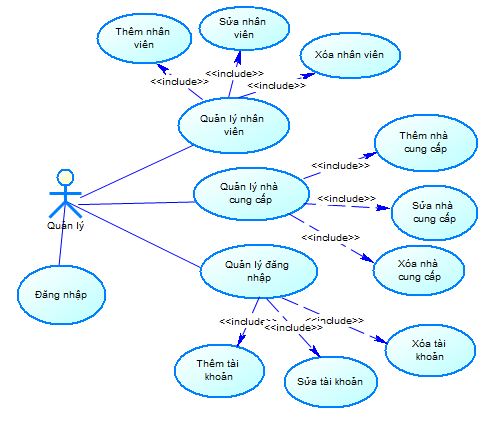 Thêm nhân
viên
Sửa nhân
viên
Xóa nhân viên
<<include>>
<<include>>
<<include>>
Quản lý nhân
viên
Thêm nhà
cung cấp
<<include>>
Quản lý nhà
cung cấp
<<include>>
Sửa nhà
cung cấp
Quản lý
<<include>>
Xóa nhà
cung cấp
Quản lý đăng
nhập
Đăng nhập
<<include>>
<<include>>
<<include>>
Xóa tài
khoản
Thêm tài
khoản
Sửa tài khoản